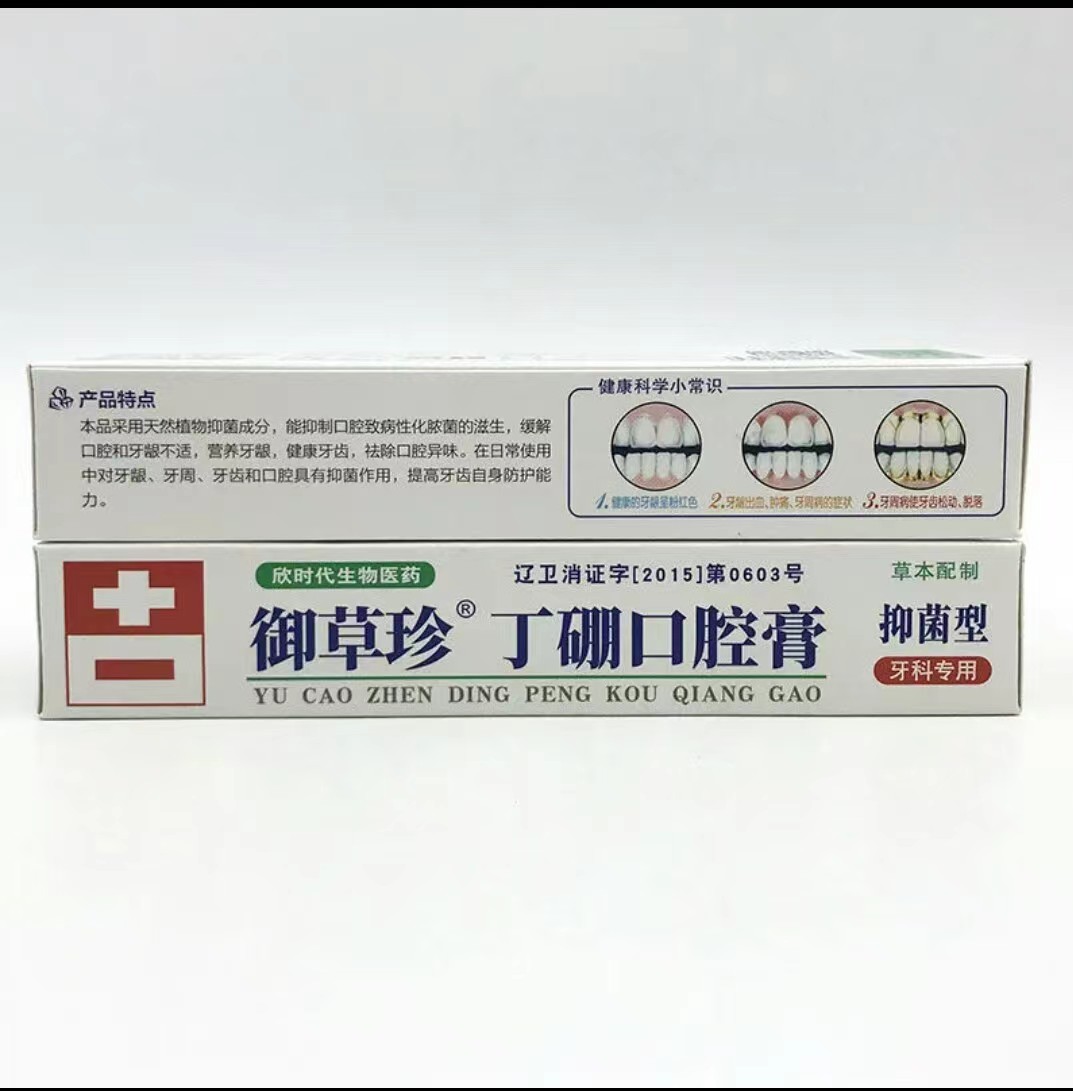 产品特点
本品采用天然植物抑菌成分，能抑制口腔致病性化脓菌的滋生，缓解
口腔和牙龈不适，营养牙龈，健康牙齿，祛除口腔异味。在日常使用
中对牙龈、牙周、牙齿和口腔具有抑菌作用，提高牙齿自身防护能
力。
健康科学小常识
1.健康的牙龈呈粉红色
2.牙龈出血、肿痛、牙周病的症状
3.牙周病使牙齿松动、脱落
欣时代生物医药
辽卫消证字[2015]第0603号
草本配制
御草珍® 丁硼口腔膏
抑菌型
YU CAO ZHEN DING PENG KOU QIANG GAO
牙科专用